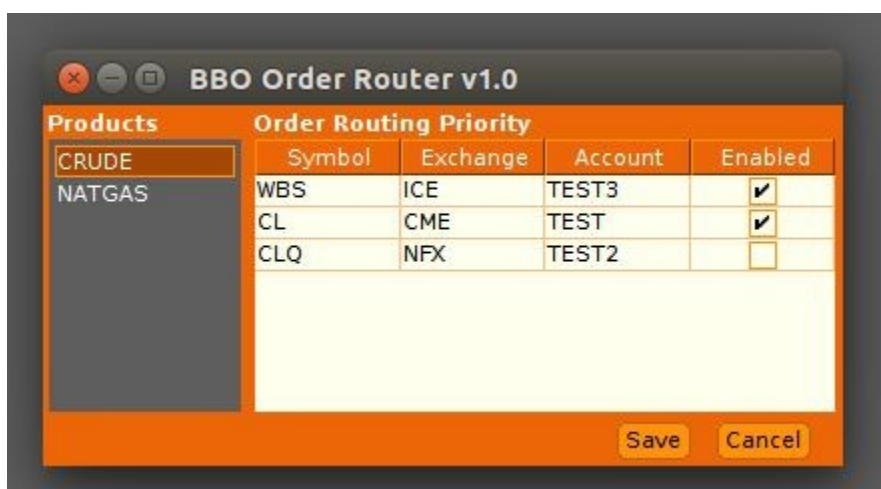 BBO Order Router v1.0
Products Order Routing Priority
CRUDE Symbol Exchange Account Enabled
NATGAS WBS ICE TEST3
CL CME TEST
CLQ NFX TEST2
Save Cancel